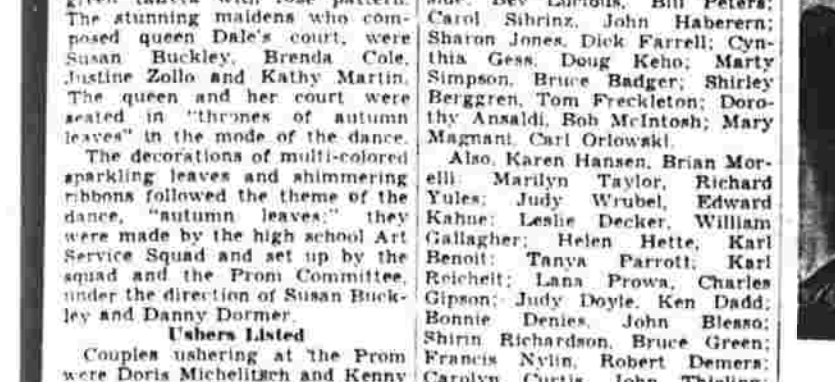 The stunning maidens who com-
posed queen Dale's court, were
Susan Buckley, Brenda Cole,
Justine Zollo and Kathy Martin.
The queen and her court were
seated in "thrones of autumn
leaves" in the mode of the dance.
The decorations of multi-colored
sparkling leaves and shimmering
ribbons followed the theme of the
dance, "autumn leaves;" they
were made by the high school Art
Service Squad and set up by the
squad and the Prom Committee,
under the direction of Susan Buck-
ley and Danny Dormer.
Ushers Listed
Couples ushering at the Prom
were Doris Michelitsch and Kenny
Bill Peters;
Carol Sibrinz, John Haberern;
Sharon Jones, Dick Farrell; Cyn-
thia Gess, Doug Keho; Marty
Simpson, Bruce Badger; Shirley
Berggren, Tom Freckleton; Doro-
thy Ansaldi, Bob McIntosh; Mary
Magnani, Carl Orlowski.
Also, Karen Hansen, Brian Mor-
elli; Marilyn Taylor, Richard
Yules; Judy Wrubel, Edward
Kahne; Leslie Decker, William
Gallagher; Helen Hette, Karl
Benoit; Tanya Parrott, Karl
Reichelt; Lana Prowa, Charles
Gipson; Judy Doyle, Ken Dadd;
Bonnie Denies, John Blesso;
Shirin Richardson, Bruce Green;
Francis Nylin, Robert Demers;
Carolyn Curtis, John